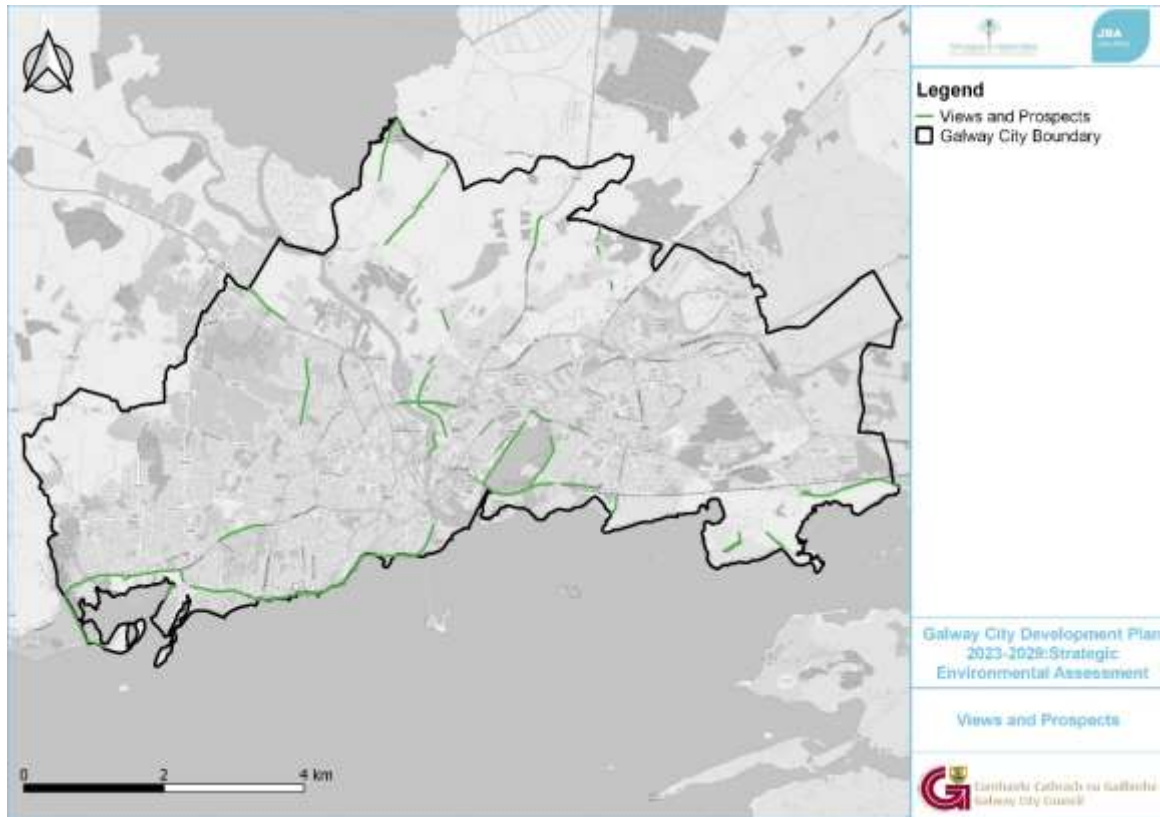 JBA
Legend
Views and Prospects
Galway City Boundary
0 2 4 km
Galway City Development Plan
2023-2029:Strategic
Environmental Assessment
Views and Prospects
Comhairle Cathrach na Gaillimhe
Galway City Council